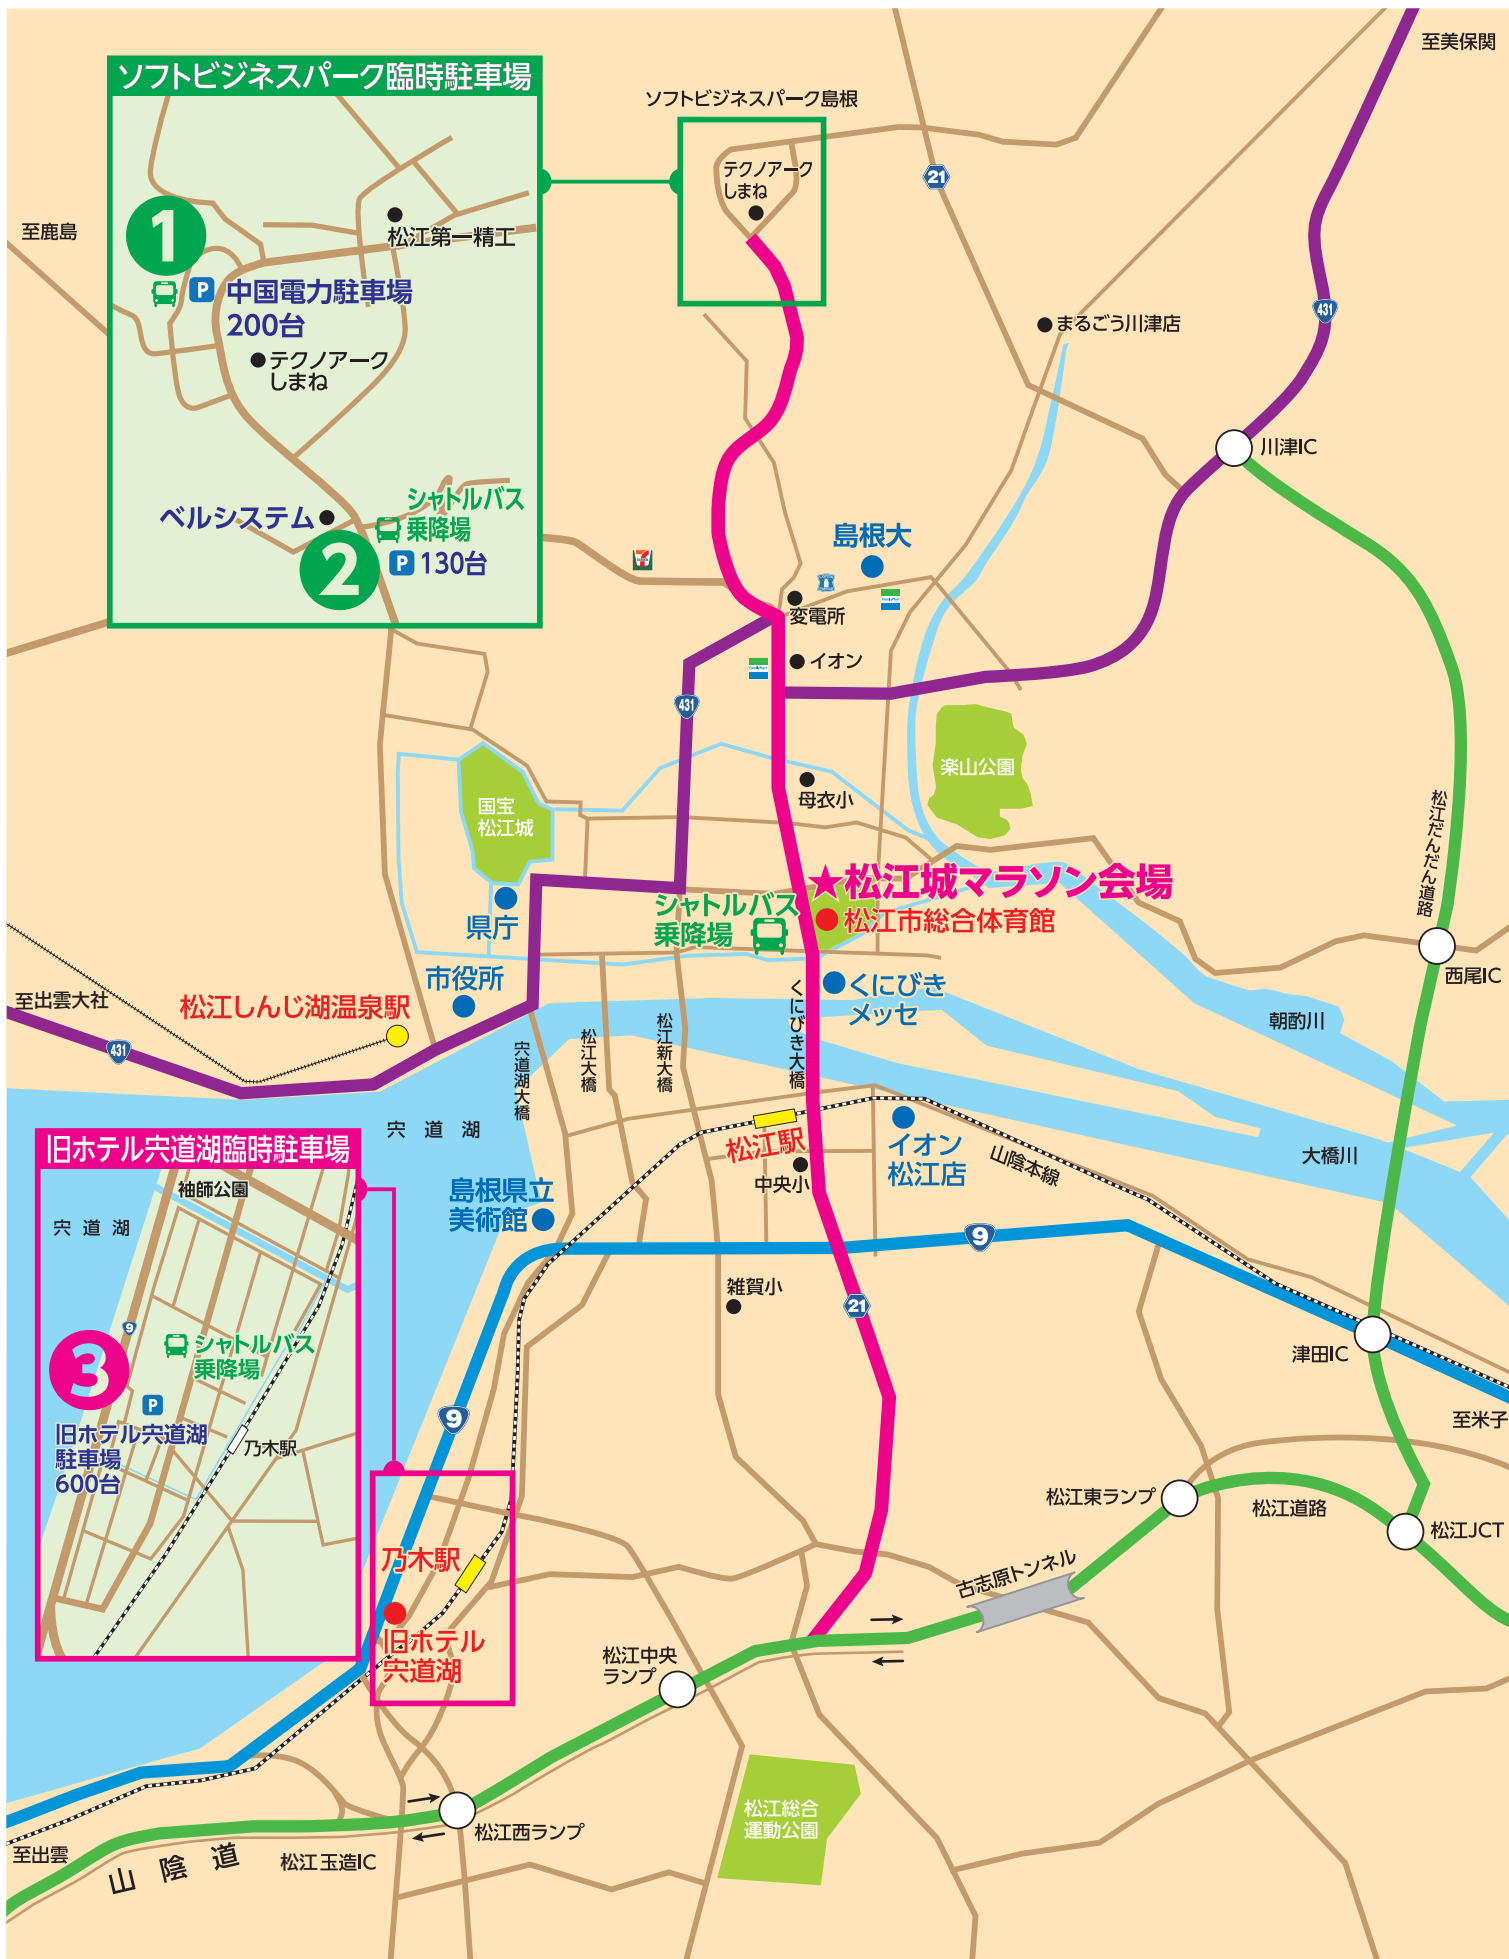 至美保関
ソフトビジネスパーク臨時駐車場
ソフトビジネスパーク島根
テクノアーク
しまね
21
至鹿島
1
松江第一精工
P
中国電力駐車場
200台
テクノアーク
しまね
431
まるごう川津店
川津IC
ベルシステム
シャトルバス
乗降場
2
P
130台
島根大
7
変電所
FamilyMart
イオン
FamilyMart
431
楽山公園
国宝
松江城
母衣小
松江だんだん道路
松江城マラソン会場
シャトルバス
乗降場
松江市総合体育館
県庁
市役所
西尾IC
くにびき
メッセ
くにびき大橋
至出雲大社
松江しんじ湖温泉駅
431
朝酌川
宍道湖大橋
松江大橋
松江新大橋
宍道湖
旧ホテル宍道湖臨時駐車場
袖師公園
宍道湖
松江駅
中央小
イオン
松江店
山陰本線
大橋川
島根県立
美術館
9
雑賀小
21
9
シャトルバス
乗降場
3
P
旧ホテル宍道湖
駐車場
600台
乃木駅
9
津田IC
至米子
松江東ランプ
松江道路
松江JCT
乃木駅
古志原トンネル
旧ホテル
宍道湖
松江中央
ランプ
松江総合
運動公園
松江西ランプ
至出雲
山陰道
松江玉造IC